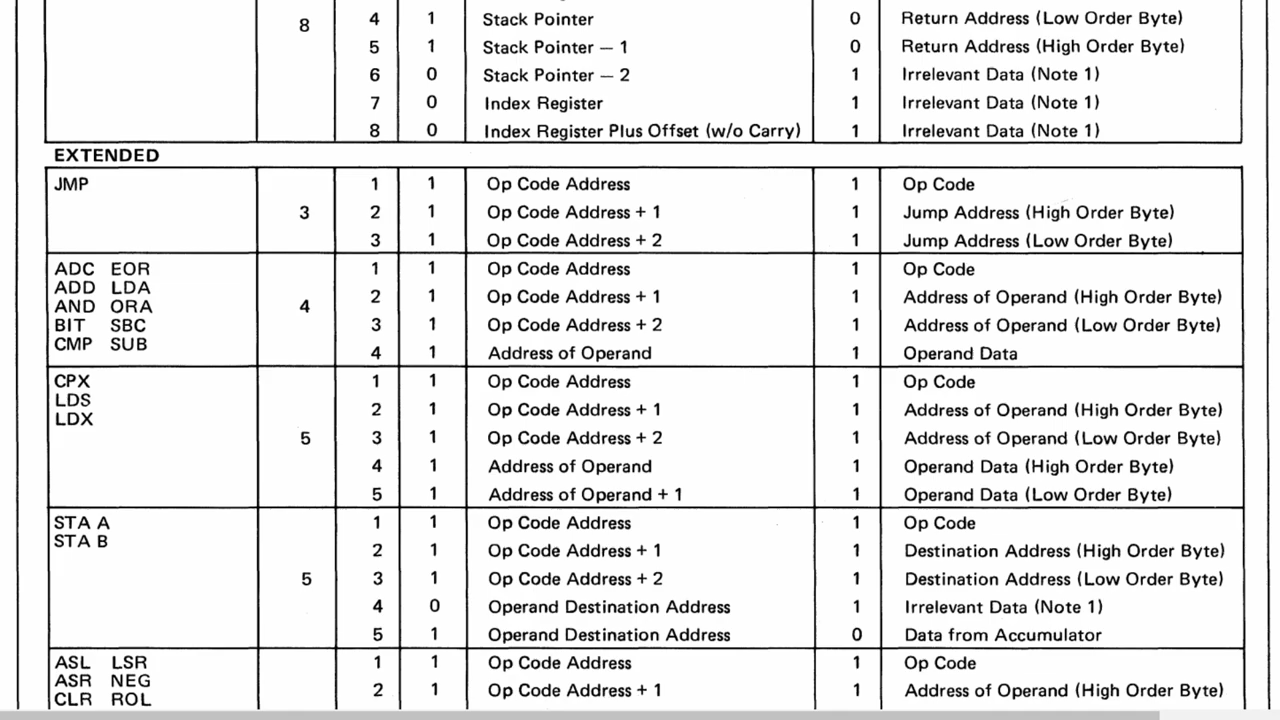 8 4 1 Stack Pointer 0 Return Address (Low Order Byte)
5 1 Stack Pointer — 1 0 Return Address (High Order Byte)
6 0 Stack Pointer — 2 1 Irrelevant Data (Note 1)
7 0 Index Register 1 Irrelevant Data (Note 1)
8 0 Index Register Plus Offset (w/o Carry) 1 Irrelevant Data (Note 1)
EXTENDED
JMP 1 1 Op Code Address 1 Op Code
3 2 1 Op Code Address + 1 1 Jump Address (High Order Byte)
3 1 Op Code Address + 2 1 Jump Address (Low Order Byte)
ADC EOR 1 1 Op Code Address 1 Op Code
ADD LDA
2 1 Op Code Address + 1 1 Address of Operand (High Order Byte)
AND ORA 4
BIT SBC 3 1 Op Code Address + 2 1 Address of Operand (Low Order Byte)
CMP SUB
4 1 Address of Operand 1 Operand Data
CPX 1 1 Op Code Address 1 Op Code
LDS
2 1 Op Code Address + 1 1 Address of Operand (High Order Byte)
LDX
5 3 1 Op Code Address + 2 1 Address of Operand (Low Order Byte)
4 1 Address of Operand 1 Operand Data (High Order Byte)
5 1 Address of Operand + 1 1 Operand Data (Low Order Byte)
STA A 1 1 Op Code Address 1 Op Code
STA B
2 1 Op Code Address + 1 1 Destination Address (High Order Byte)
5 3 1 Op Code Address + 2 1 Destination Address (Low Order Byte)
4 0 Operand Destination Address 1 Irrelevant Data (Note 1)
5 1 Operand Destination Address 0 Data from Accumulator
ASL LSR 1 1 Op Code Address 1 Op Code
ASR NEG
2 1 Op Code Address + 1 1 Address of Operand (High Order Byte)
CLR ROL